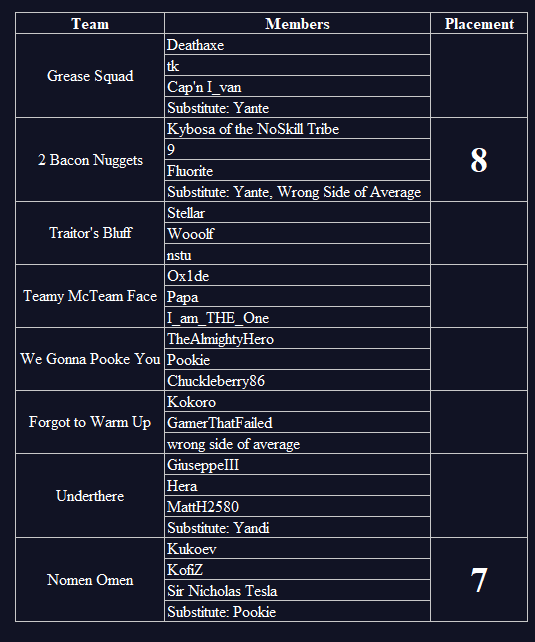 Team Members Placement
Grease Squad
Deathaxe
tk
Cap'n I_van
Substitute: Yante
2 Bacon Nuggets
Kybosa of the NoSkill Tribe
9
Fluorite
Substitute: Yante, Wrong Side of Average
8
Traitor's Bluff
Stellar
Wooolf
nstu
Teamy McTeam Face
Ox1de
Papa
I_am_THE_One
We Gonna Pooke You
TheAlmightyHero
Pookie
Chuckleberry86
Forgot to Warm Up
Kokoro
GamerThatFailed
wrong side of average
Underthere
GiuseppeIII
Hera
MattH2580
Substitute: Yandi
Nomen Omen
Kukoev
KofiZ
Sir Nicholas Tesla
Substitute: Pookie
7